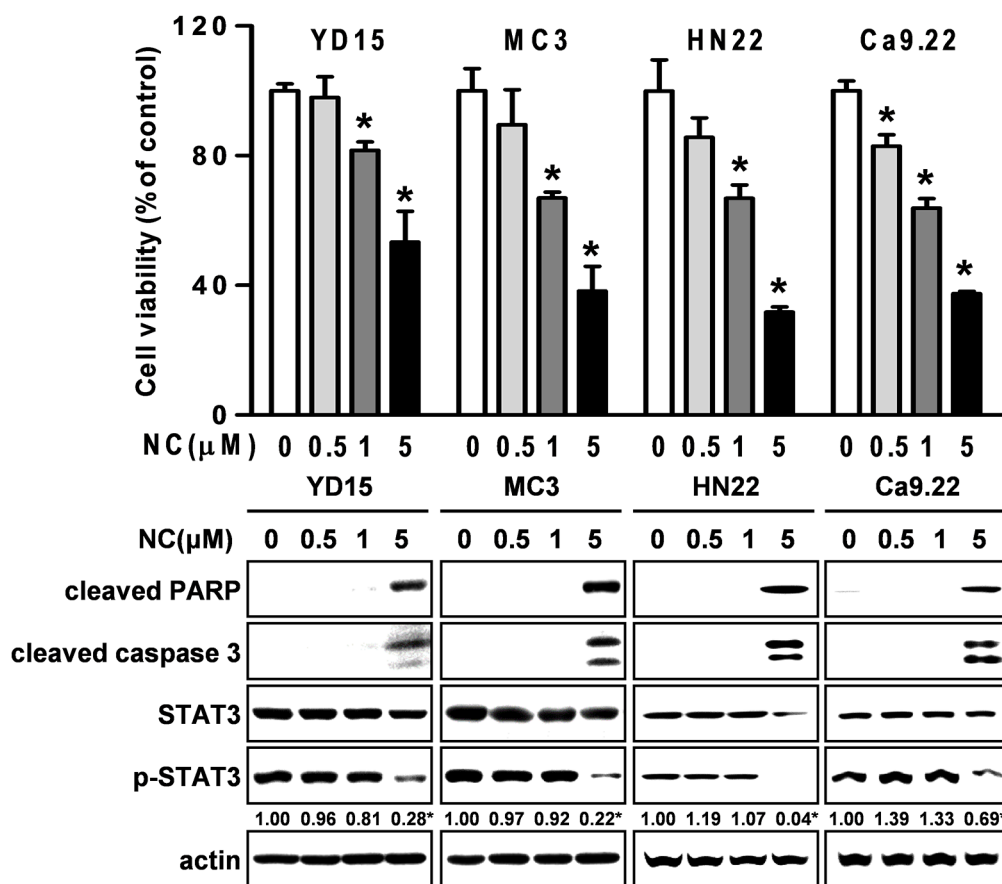 120
YD15 MC3 HN22 Ca9.22
* * * * * * * * *
80
40
0
Cell viability (% of control)
NC(μM) 0 0.5 1 5 0 0.5 1 5 0 0.5 1 5 0 0.5 1 5
YD15 MC3 HN22 Ca9.22
NC(μM) 0 0.5 1 5 0 0.5 1 5 0 0.5 1 5 0 0.5 1 5
cleaved PARP
cleaved caspase 3
STAT3
p-STAT3
1.00 0.96 0.81 0.28* 1.00 0.97 0.92 0.22* 1.00 1.19 1.07 0.04* 1.00 1.39 1.33 0.69*
actin